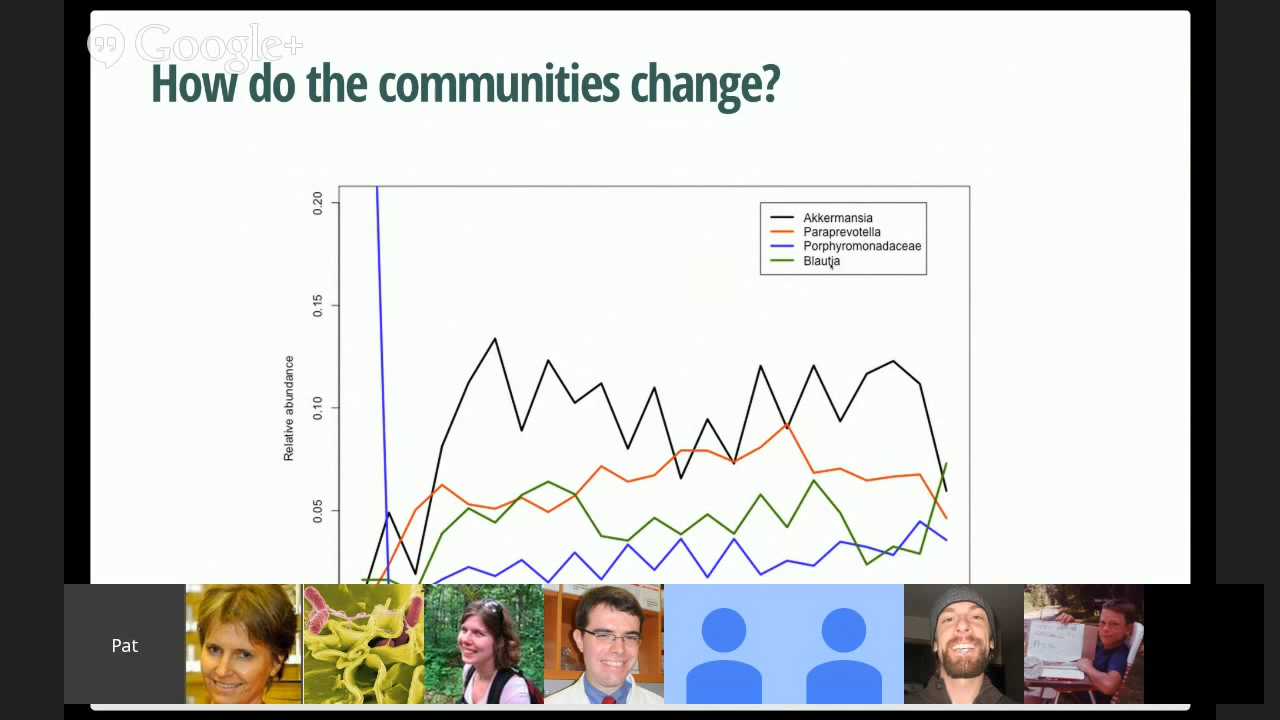 Google+
How do the communities change?
0.20
0.15
0.10
0.05
Relative abundance
Akkermansia
Paraprevotella
Porphyromonadaceae
Blautia
Pat